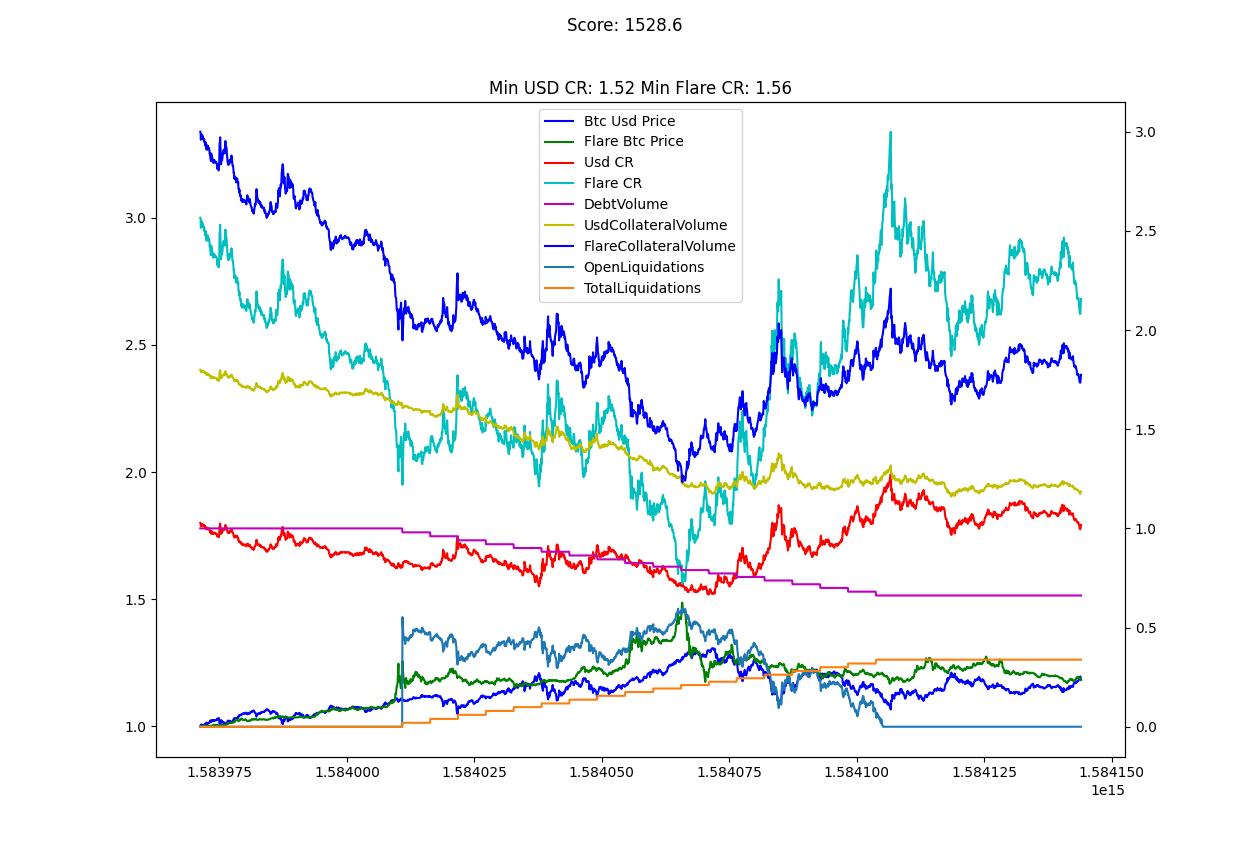 Score: 1528.6
Min USD CR: 1.52 Min Flare CR: 1.56
Btc Usd Price
Flare Btc Price
Usd CR
Flare CR
DebtVolume
UsdCollateralVolume
FlareCollateralVolume
OpenLiquidations
TotalLiquidations
3.0
2.5
2.0
1.5
1.0
3.0
2.5
2.0
1.5
1.0
0.5
0.0
1.583975 1.584000 1.584025 1.584050 1.584075 1.584100 1.584125 1.584150
1e15